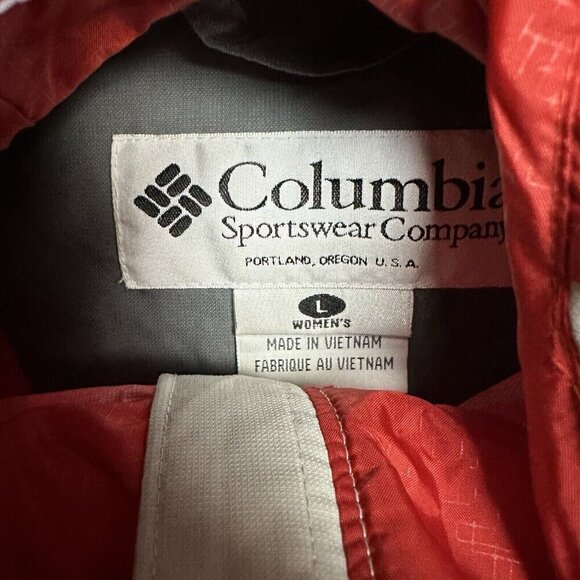 Columbia
Sportswear Company
PORTLAND, OREGON U.S.A.
L
WOMEN'S
MADE IN VIETNAM
FABRIQUE AU VIETNAM